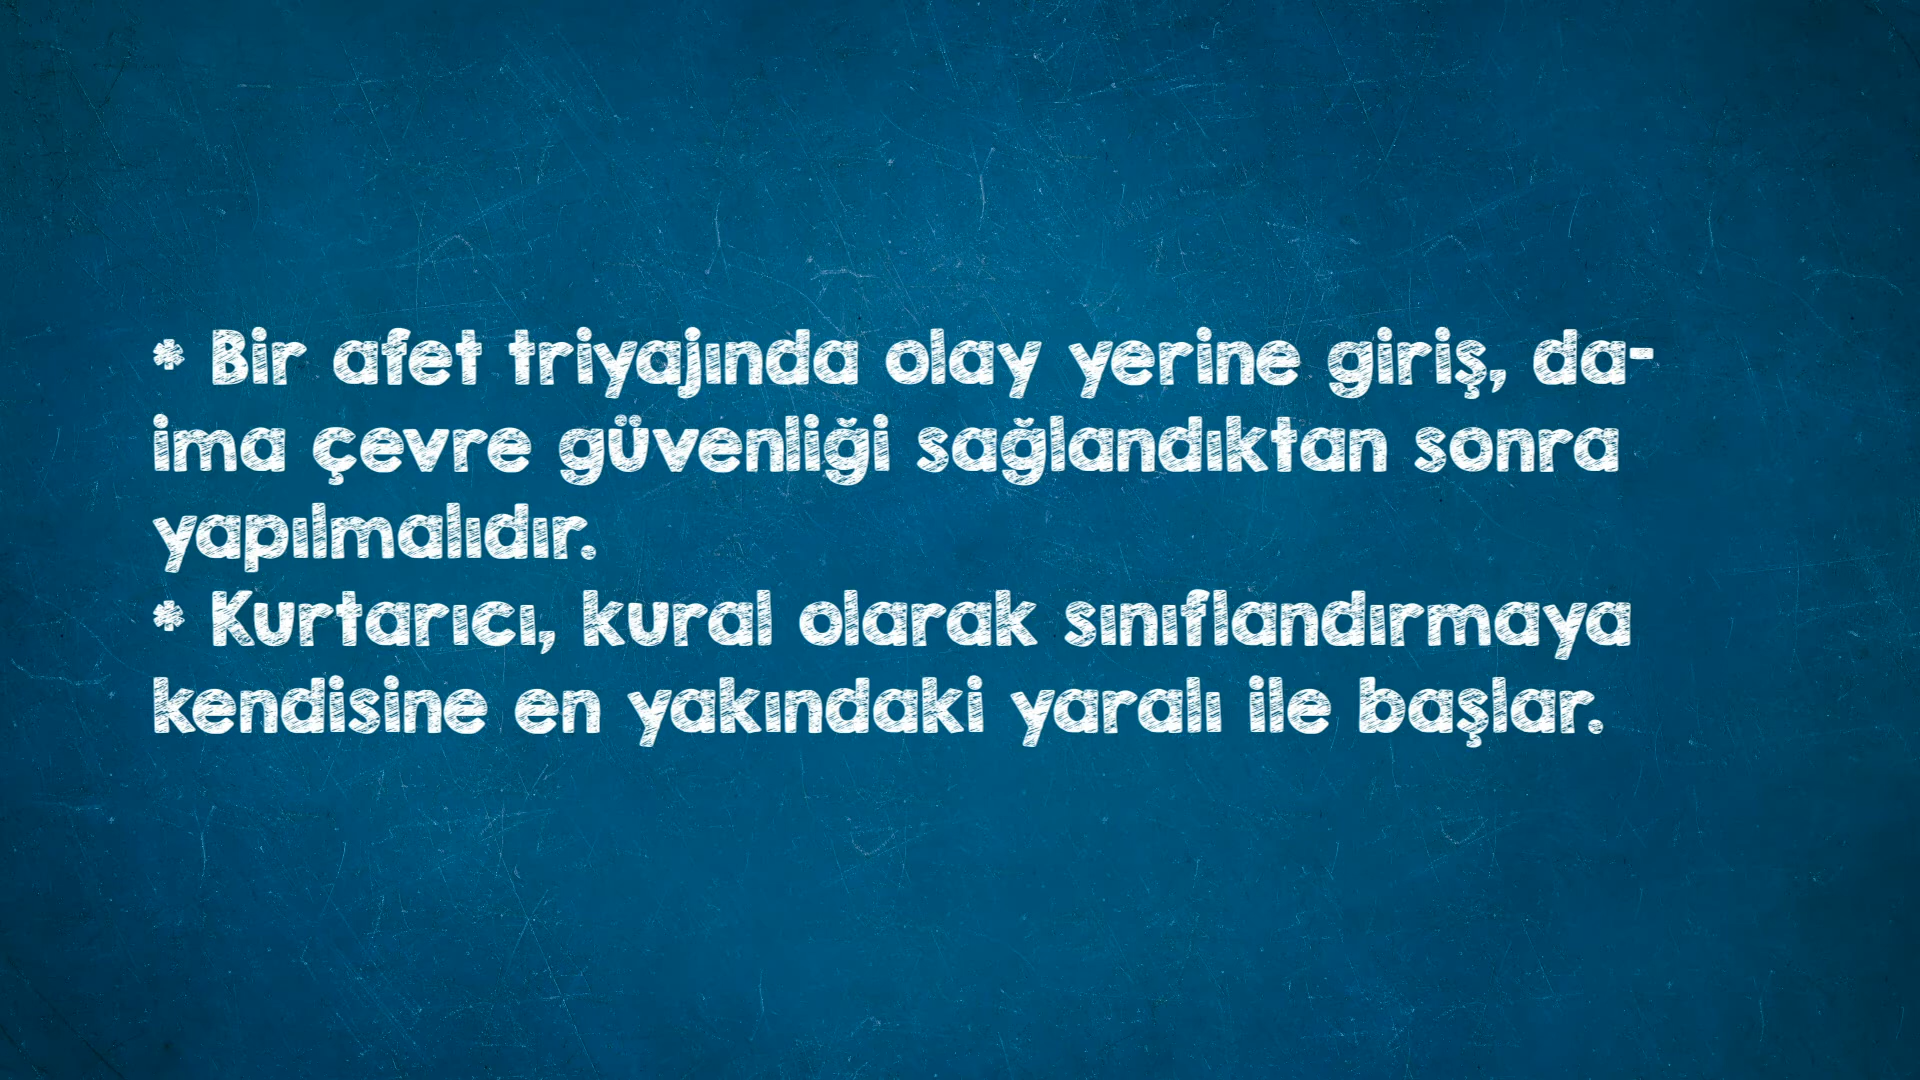 * Bir afet triyajında olay yerine giriş, da-
ima çevre güvenliği sağlandıktan sonra
yapılmalıdır.
* Kurtarıcı, kural olarak sınıflandırmaya
kendisine en yakındaki yaralı ile başlar.